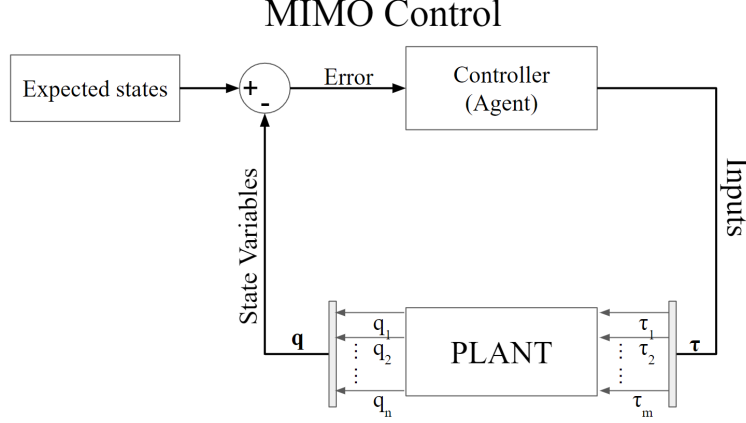 MIMO Control
Expected states
+
-
Error
Controller
(Agent)
Inputs
State Variables
q
q1
q2
qn
PLANT
τ1
τ2
τm
τ